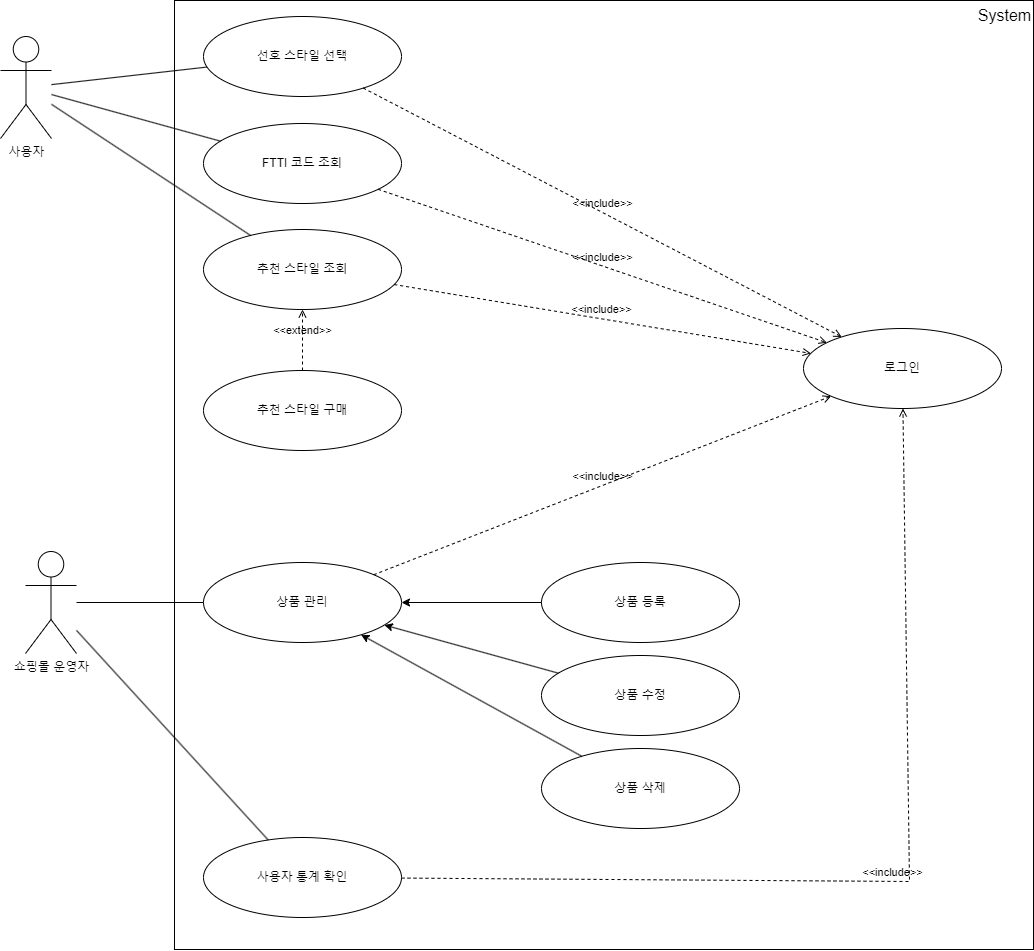 System
선호 스타일 선택
사용자
FTTI 코드 조회
<<include>>
<<include>>
추천 스타일 조회
<<include>>
<<extend>>
로그인
추천 스타일 구매
<<include>>
상품 관리
상품 등록
쇼핑몰 운영자
상품 수정
상품 삭제
사용자 통계 확인
<<include>>